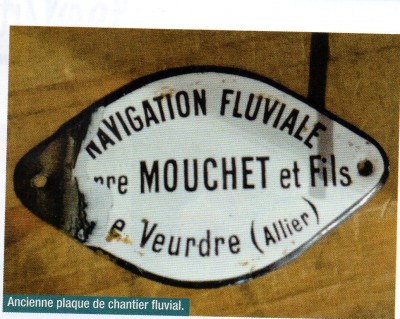 NAVIGATION FLUVIALE
MOUCHET et Fils
Veurdre (Allier)
Ancienne plaque de chantier fluvial.